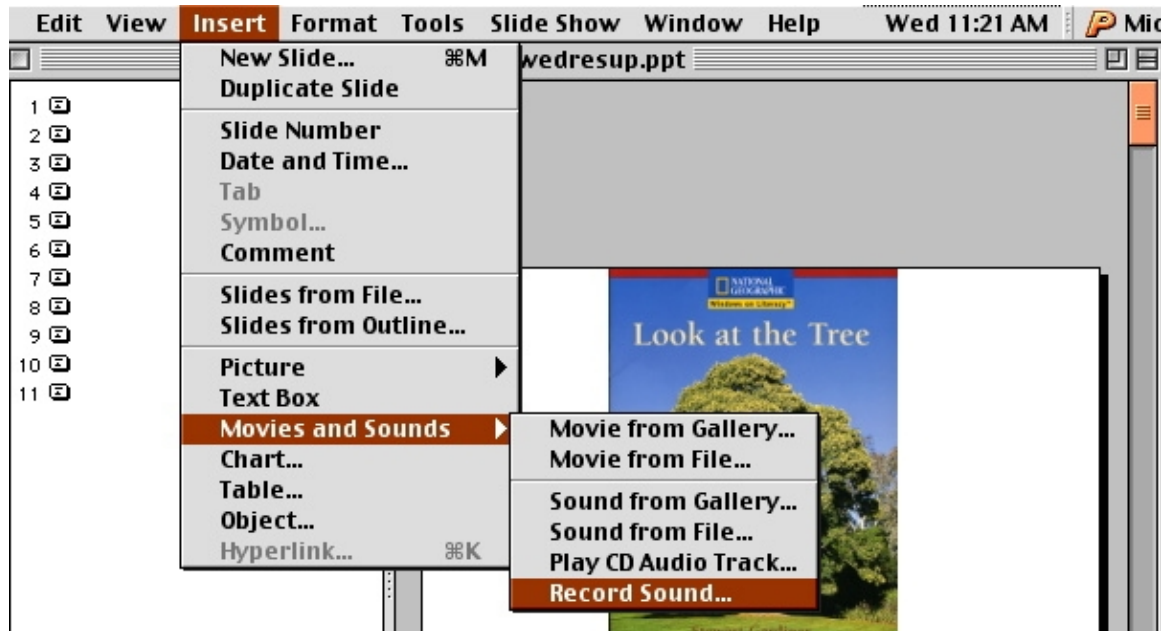 Edit View Insert Format Tools Slide Show Window Help Wed 11:21 AM Mic
wedresup.ppt
New Slide... ⌘M
Duplicate Slide
Slide Number
Date and Time...
Tab
Symbol...
Comment
Slides from File...
Slides from Outline...
Picture
Text Box
Movies and Sounds
Chart...
Table...
Object...
Hyperlink... ⌘K
Movie from Gallery...
Movie from File...
Sound from Gallery...
Sound from File...
Play CD Audio Track...
Record Sound...
1
2
3
4
5
6
7
8
9
10
11
NATIONAL
GEOGRAPHIC
Windows on Literacy™
Look at the Tree